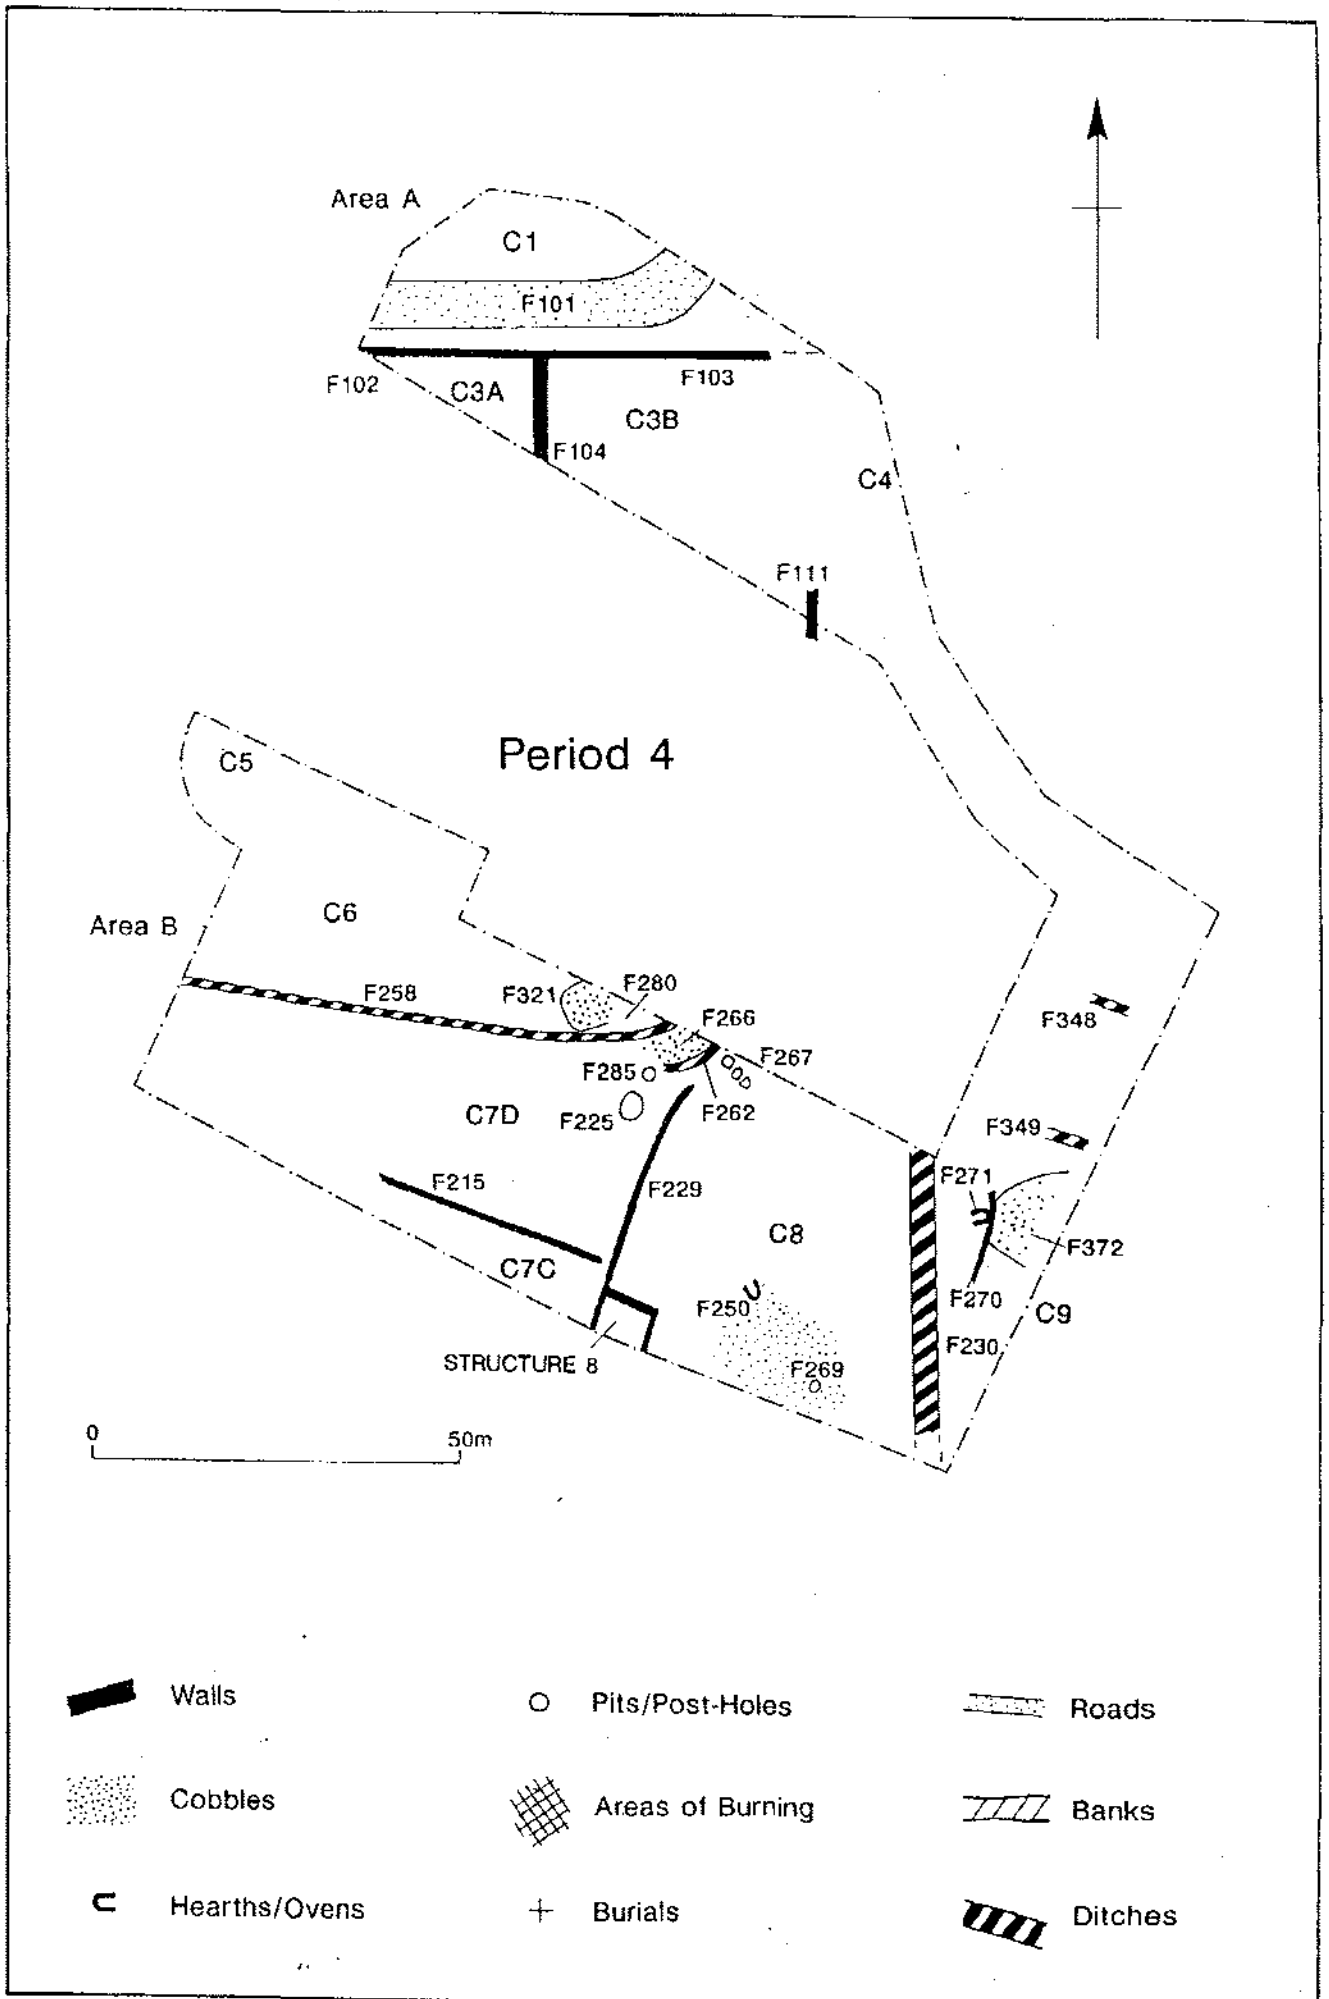 Area A
C1
F101
F102
C3A
F103
C3B
F104
C4
F111
Period 4
C5
C6
Area B
F258
F321
F280
F266
F267
F285
F262
F225
C7D
F348
F349
F271
F215
F229
C8
F372
C7C
F250
F270
C9
F230
STRUCTURE 8
F269
0
50m
Walls
Pits/Post-Holes
Roads
Cobbles
Areas of Burning
Banks
Hearths/Ovens
Burials
Ditches